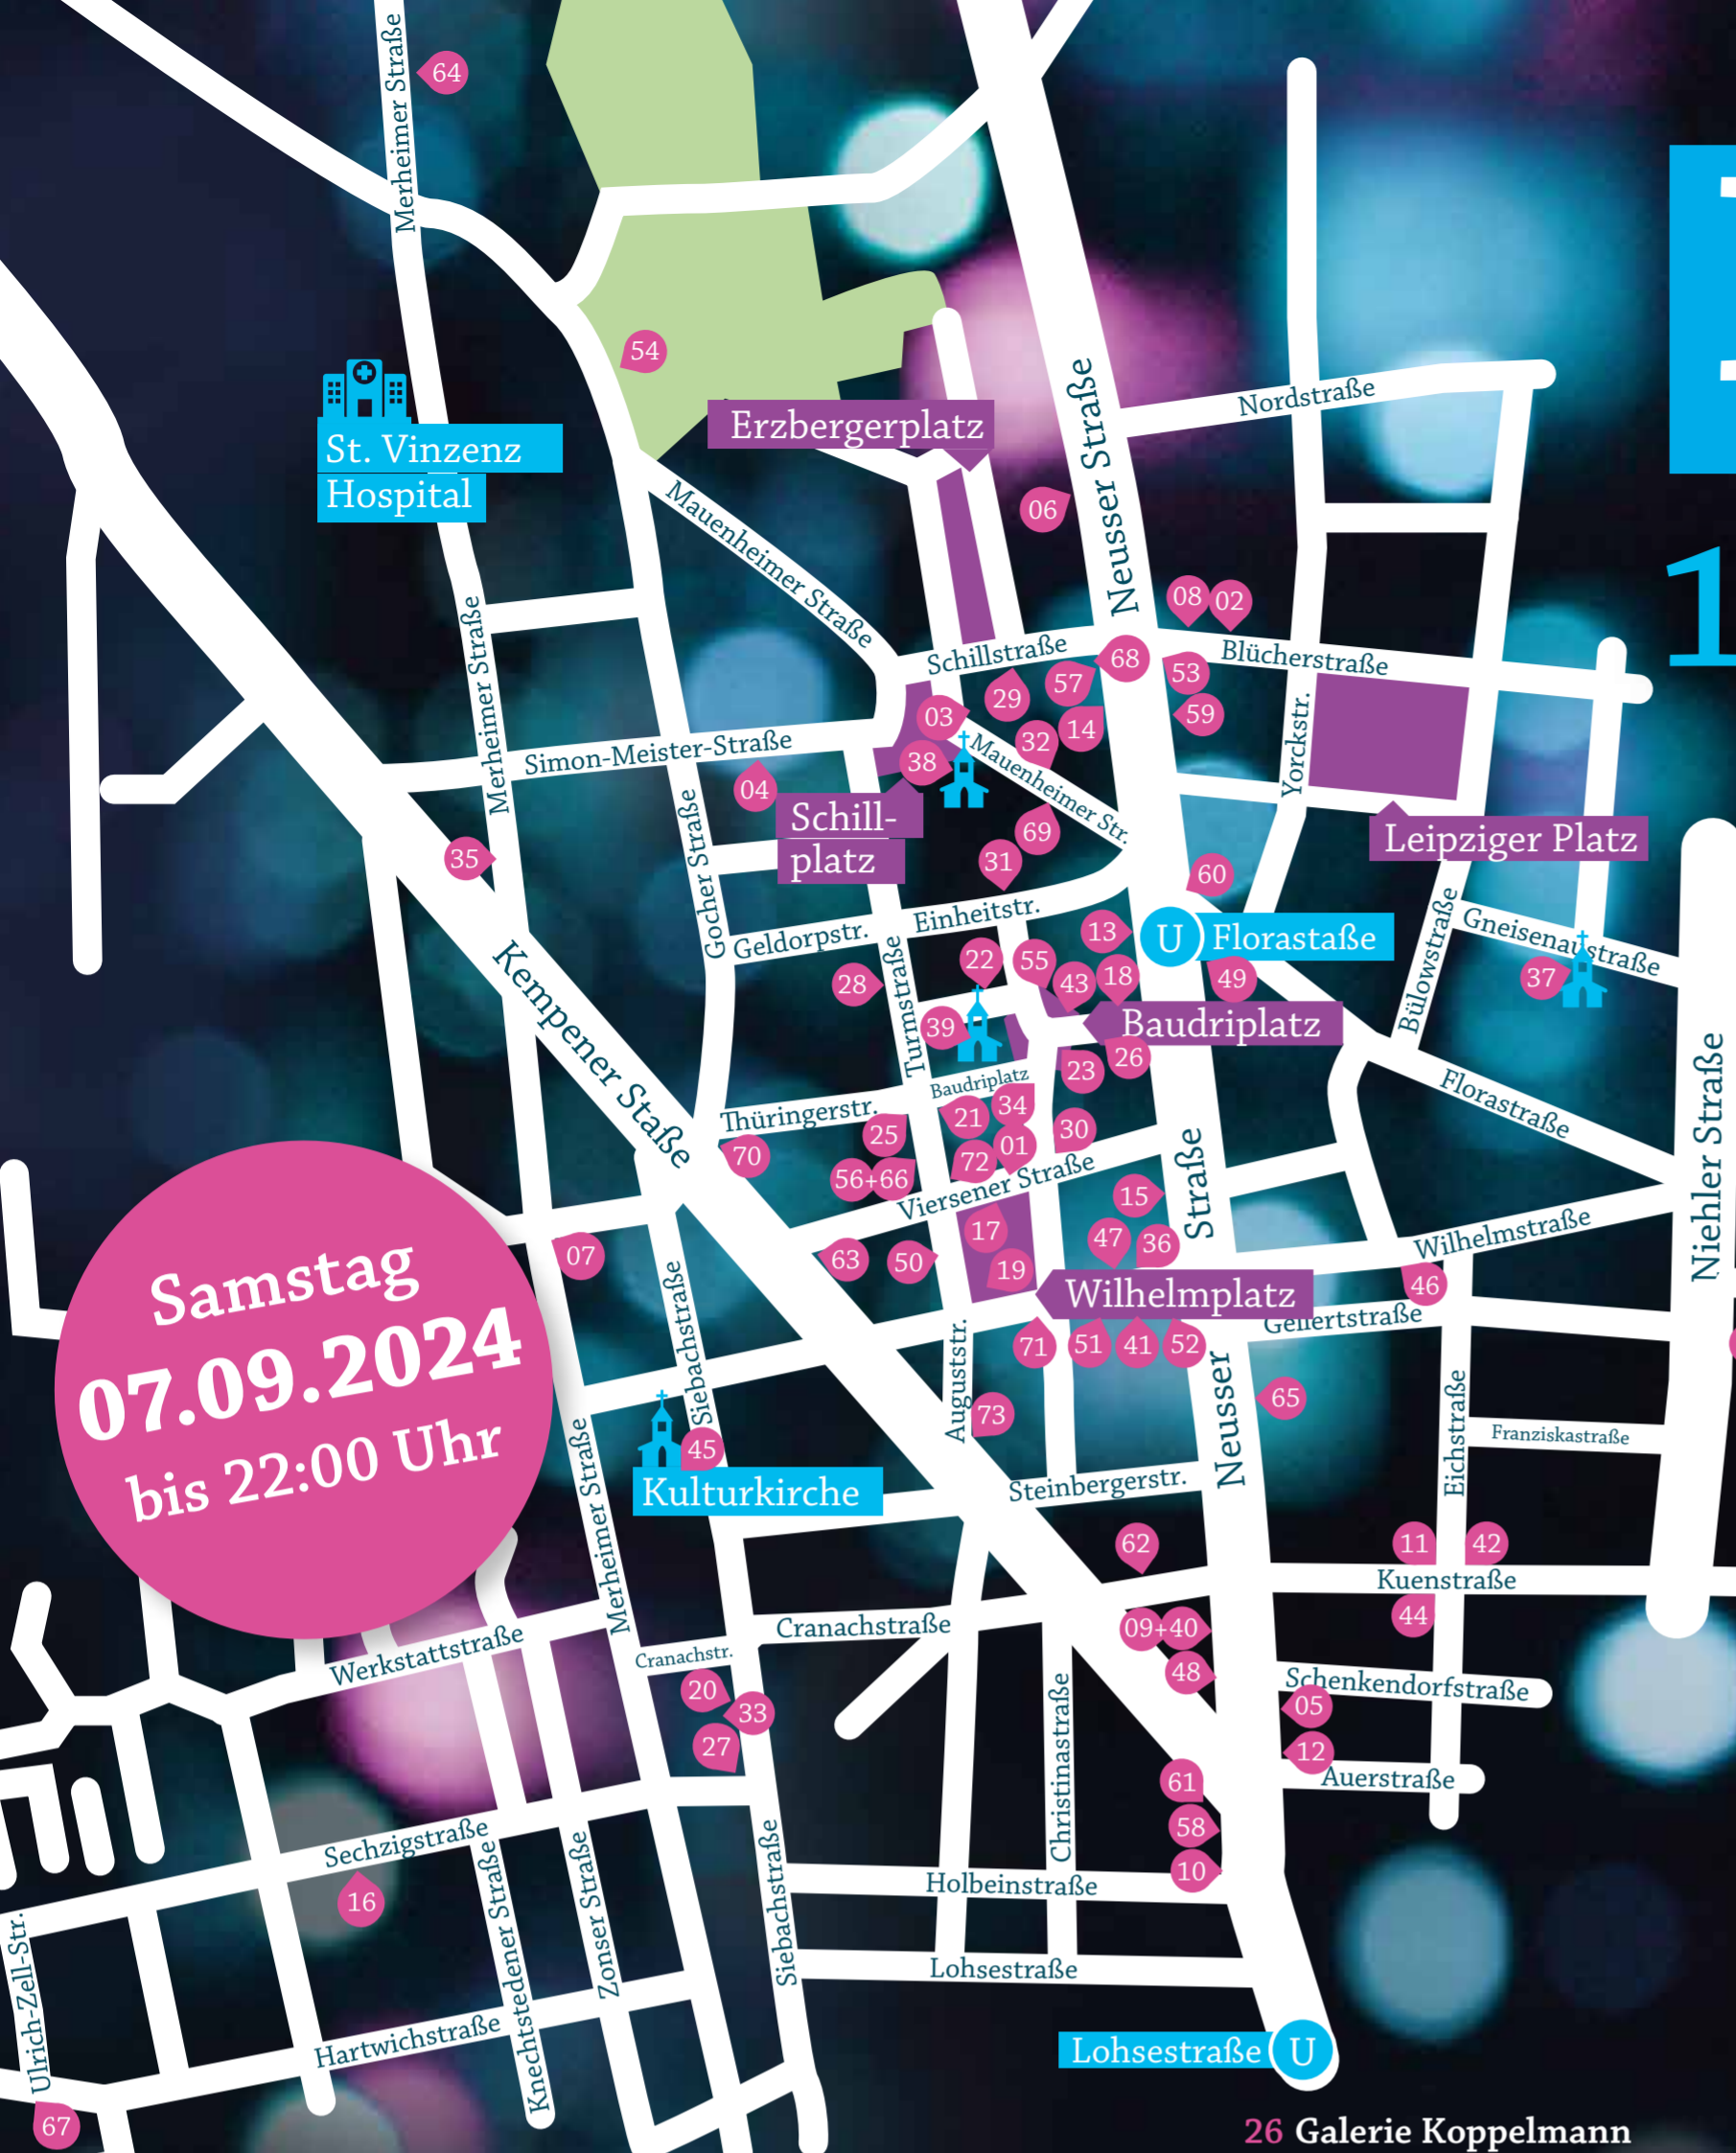 Merheimer Straße
64
54
St. Vinzenz
Hospital
Erzbergerplatz
Neusser Straße
Nordstraße
06
Mauenheimer Straße
08
02
Schillstraße
68
Blücherstraße
Merheimer Straße
29
57
53
03
59
14
32
38
Mauenheimer Str.
Yorckstr.
Simon-Meister-Straße
04
Schill-
platz
Leipziger Platz
1
35
Gocher Straße
69
31
60
Geldorpstr.
Einheitstr.
13
U Florastaße
Bülowstraße
Gneisenaustraße
28
Turmstraße
22
55
43
18
49
37
39
Baudriplatz
Kempener Staße
23
26
Baudriplatz
Florastraße
Niehler Straße
Thüringerstr.
25
21
34
30
70
01
72
56+66
Viersener Straße
15
Straße
17
47
36
Wilhelmstraße
07
63
50
19
46
Wilhelmplatz
Gellertstraße
Samstag
07.09.2024
bis 22:00 Uhr
Siebachstraße
Auguststr.
71
51
41
52
73
65
Neusser
Eichstraße
Franziskastraße
45
Kulturkirche
Merheimer Straße
Steinbergerstr.
62
11
42
Kuenstraße
44
Werkstattstraße
Cranachstr.
Cranachstraße
09+40
48
Schenkendorfstraße
20
33
27
05
12
Auerstraße
Christinastraße
61
58
10
Sechzigstraße
16
Knechtstedener Straße
Zonser Straße
Siebachstraße
Holbeinstraße
Lohsestraße
Ulrich-Zell-Str.
Hartwichstraße
Lohsestraße U
67
26 Galerie Koppelmann